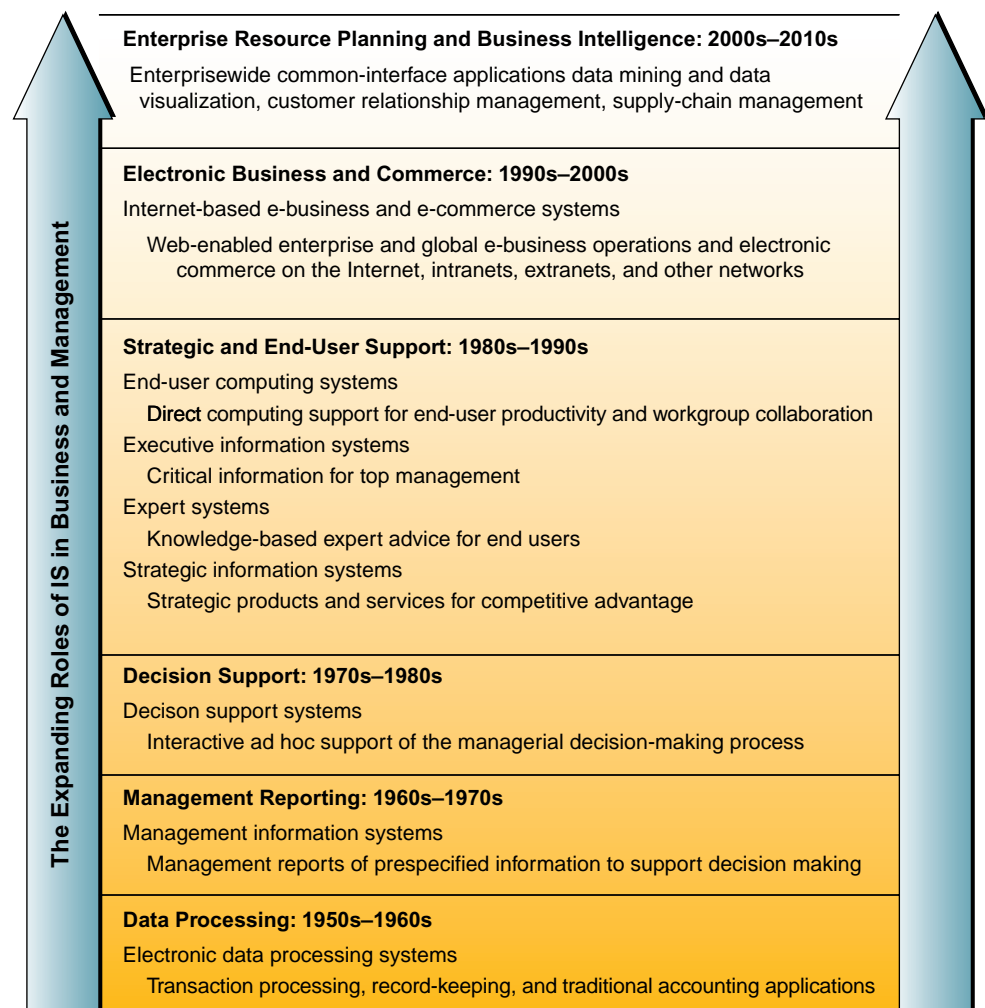 Enterprise Resource Planning and Business Intelligence: 2000s–2010s
Enterprisewide common-interface applications data mining and data
visualization, customer relationship management, supply-chain management
Electronic Business and Commerce: 1990s–2000s
Internet-based e-business and e-commerce systems
Web-enabled enterprise and global e-business operations and electronic
commerce on the Internet, intranets, extranets, and other networks
Strategic and End-User Support: 1980s–1990s
End-user computing systems
Direct computing support for end-user productivity and workgroup collaboration
Executive information systems
Critical information for top management
Expert systems
Knowledge-based expert advice for end users
Strategic information systems
Strategic products and services for competitive advantage
Decision Support: 1970s–1980s
Decison support systems
Interactive ad hoc support of the managerial decision-making process
Management Reporting: 1960s–1970s
Management information systems
Management reports of prespecified information to support decision making
Data Processing: 1950s–1960s
Electronic data processing systems
Transaction processing, record-keeping, and traditional accounting applications
The Expanding Roles of IS in Business and Management